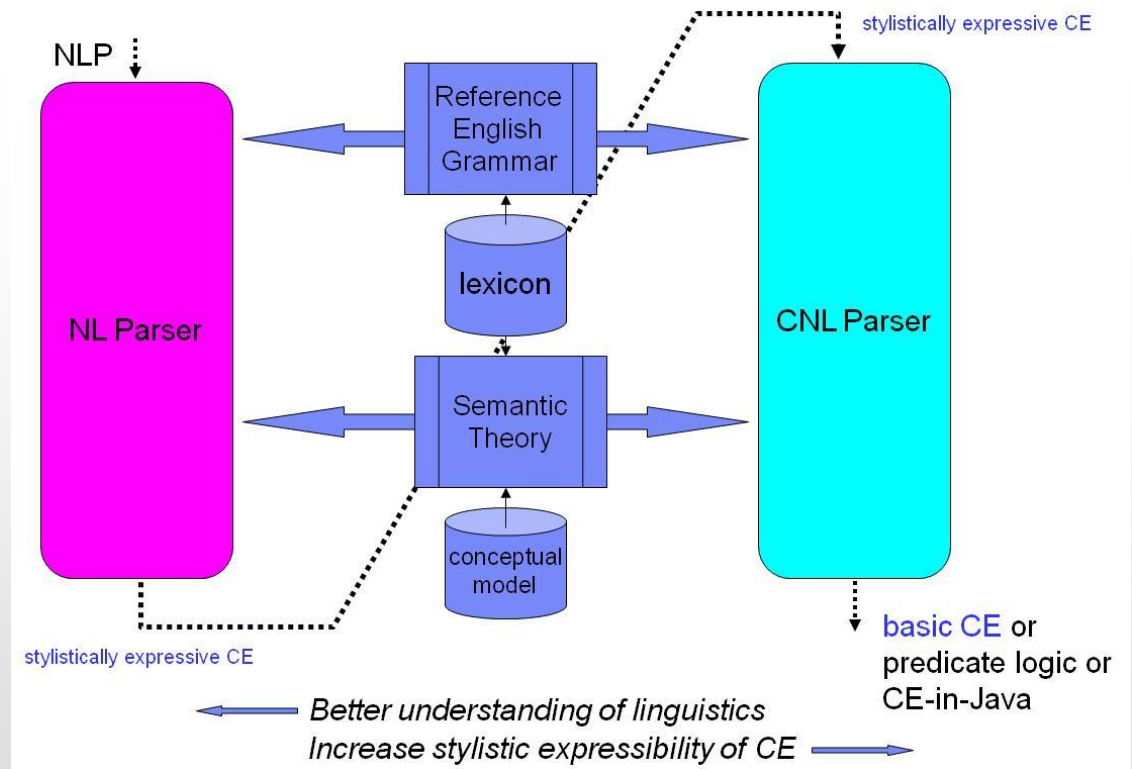 stylistically expressive CE
NLP
Reference
English
Grammar
lexicon
NL Parser
CNL Parser
Semantic
Theory
conceptual
model
stylistically expressive CE
basic CE or
predicate logic or
CE-in-Java
Better understanding of linguistics
Increase stylistic expressibility of CE